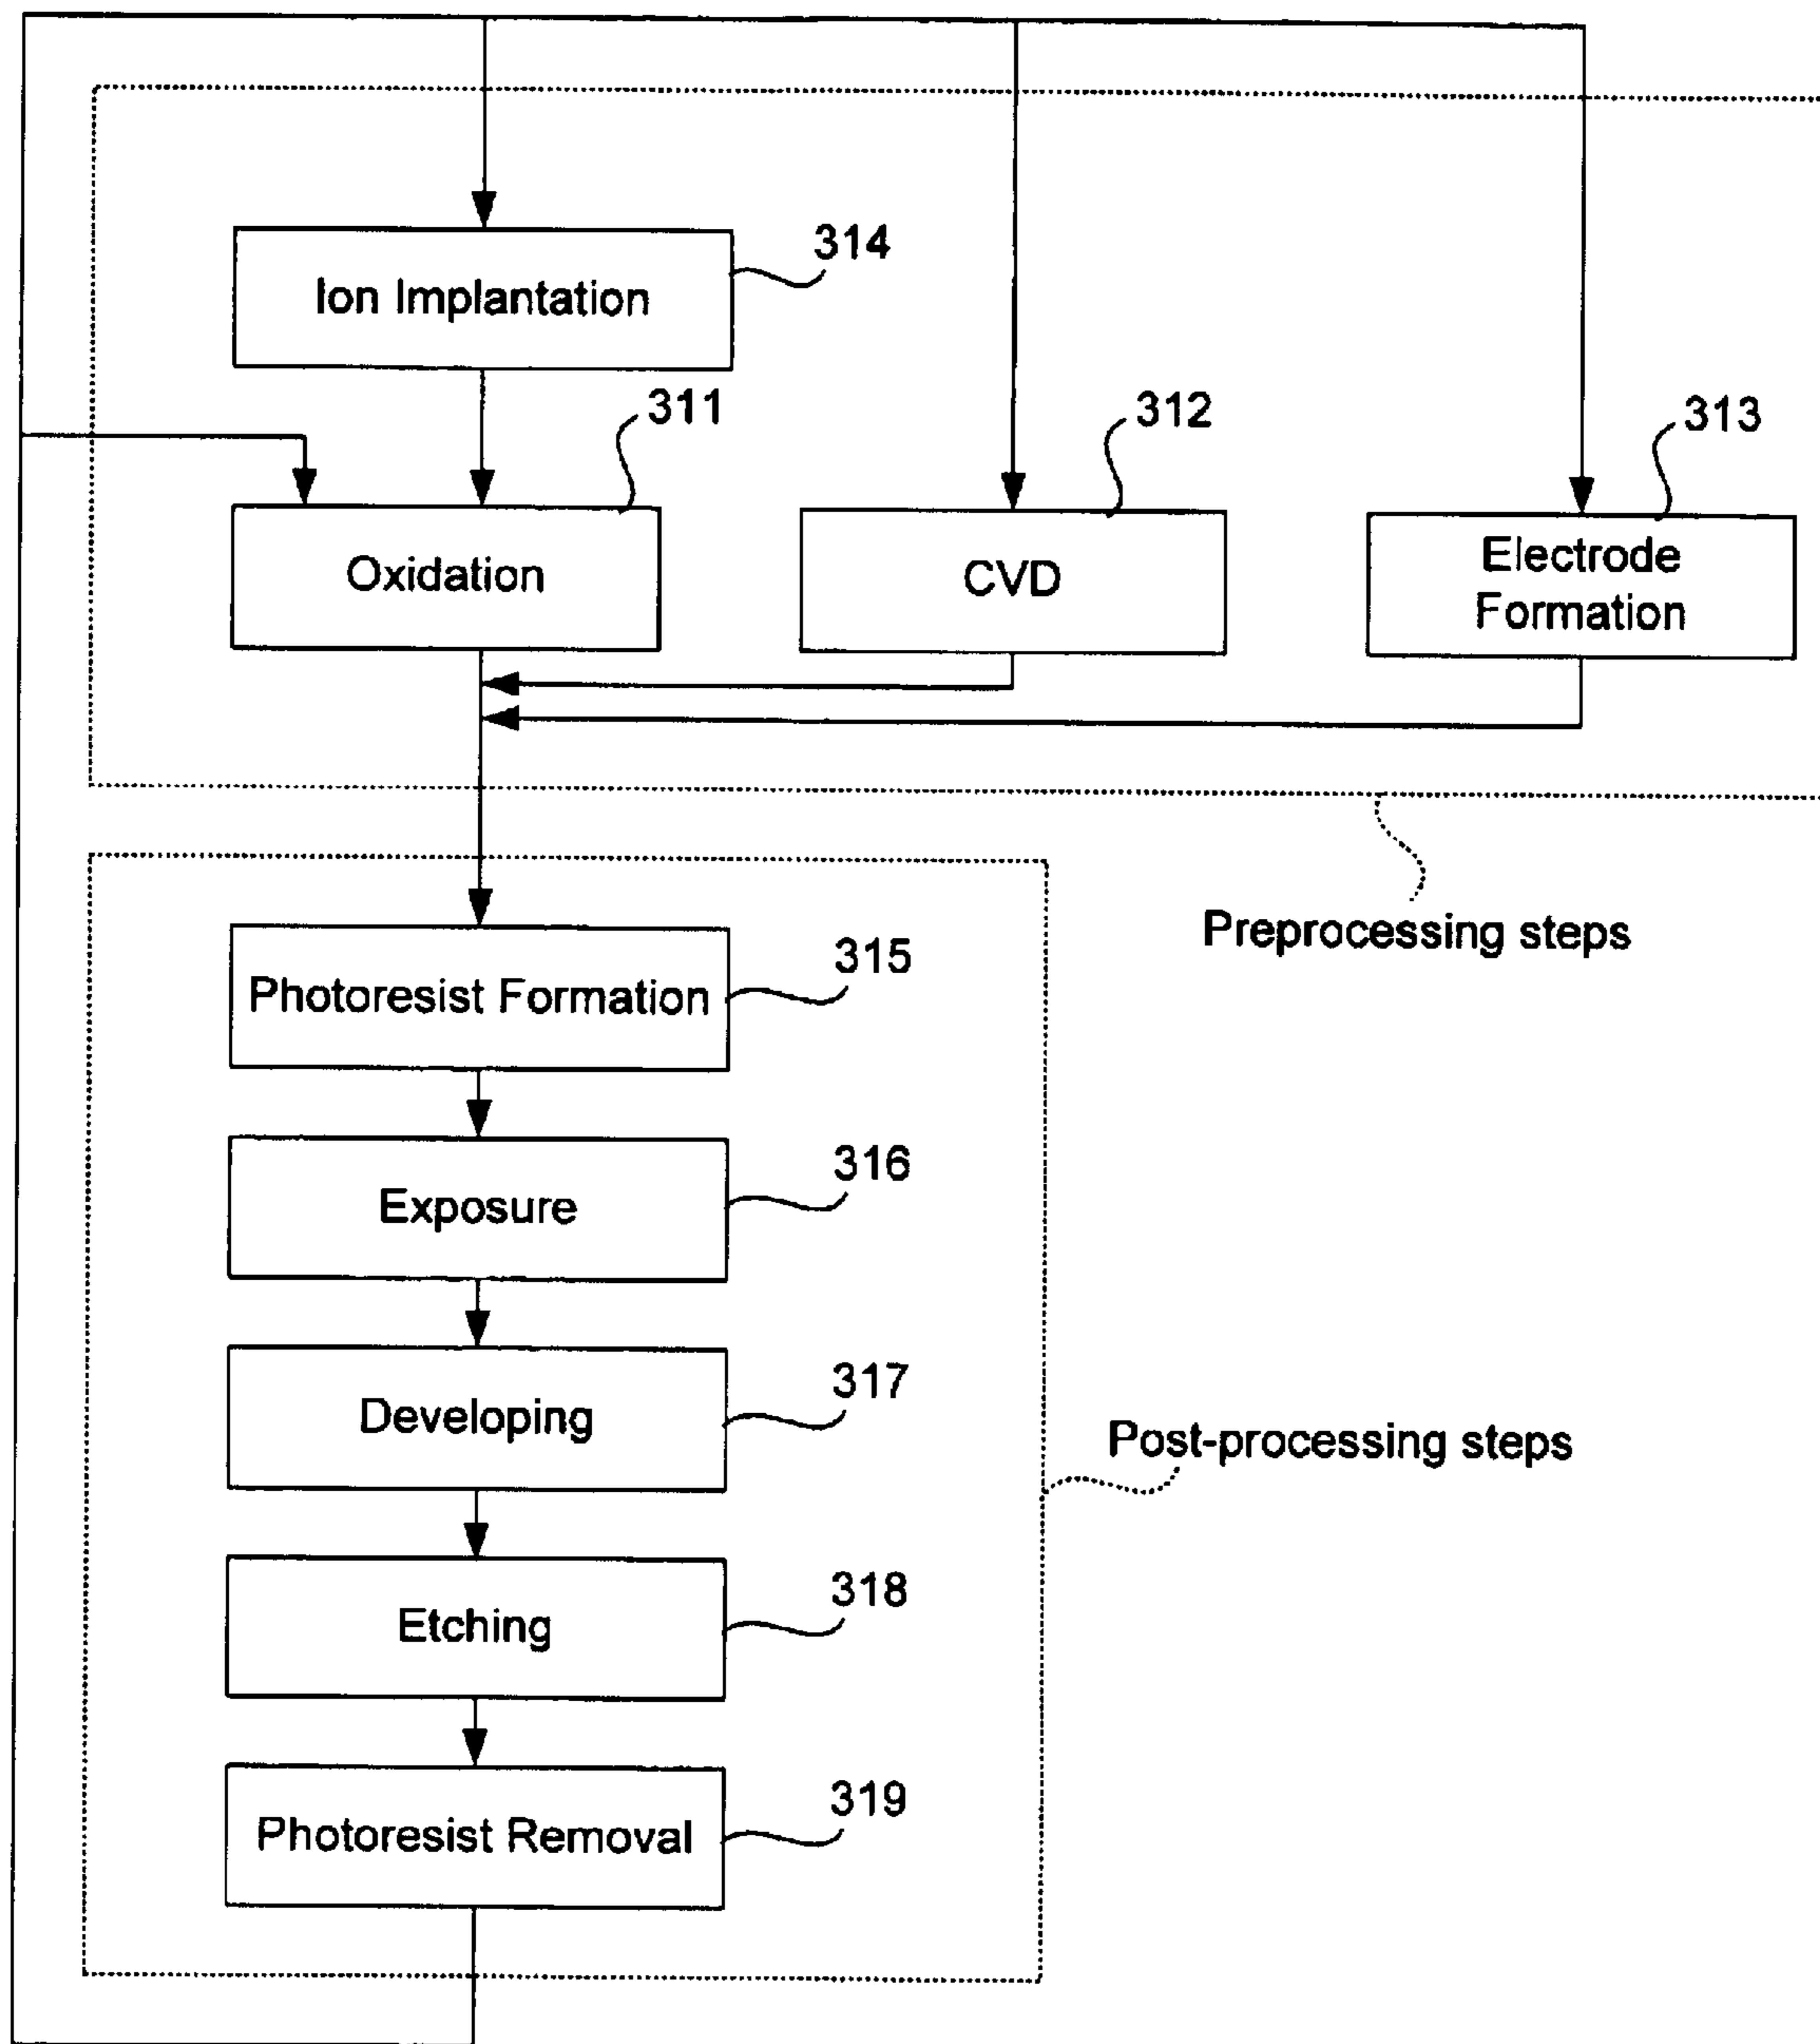 314
Ion Implantation
311
312
313
Oxidation
CVD
Electrode
Formation
Preprocessing steps
315
Photoresist Formation
316
Exposure
317
Developing
Post-processing steps
318
Etching
319
Photoresist Removal